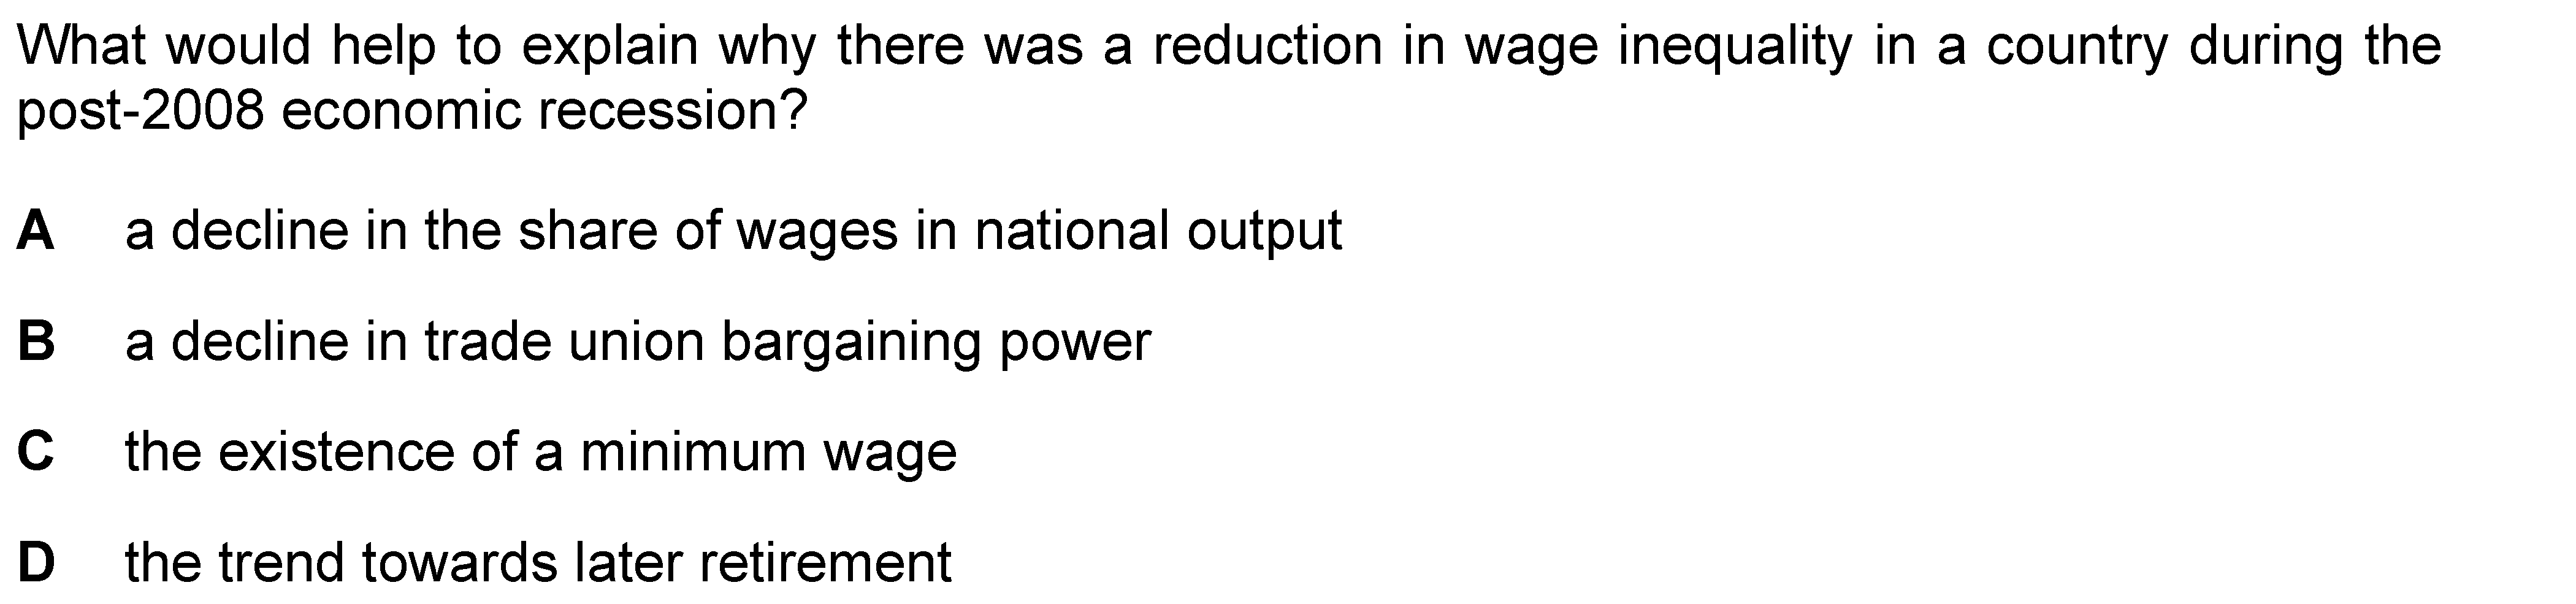 What would help to explain why there was a reduction in wage inequality in a country during the
post-2008 economic recession?
A a decline in the share of wages in national output
B a decline in trade union bargaining power
C the existence of a minimum wage
D the trend towards later retirement